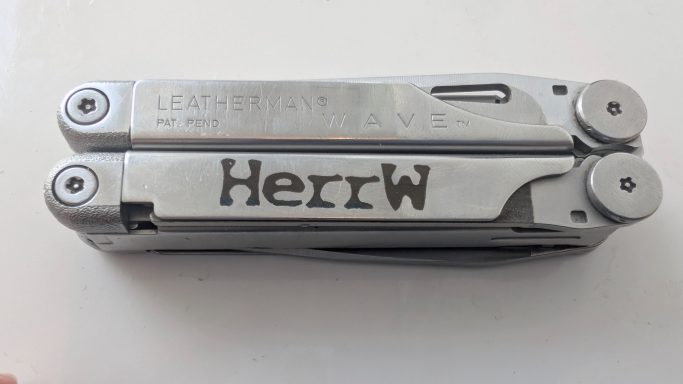 LEATHERMAN®
PAT. PEND. WAVE™
HerrW